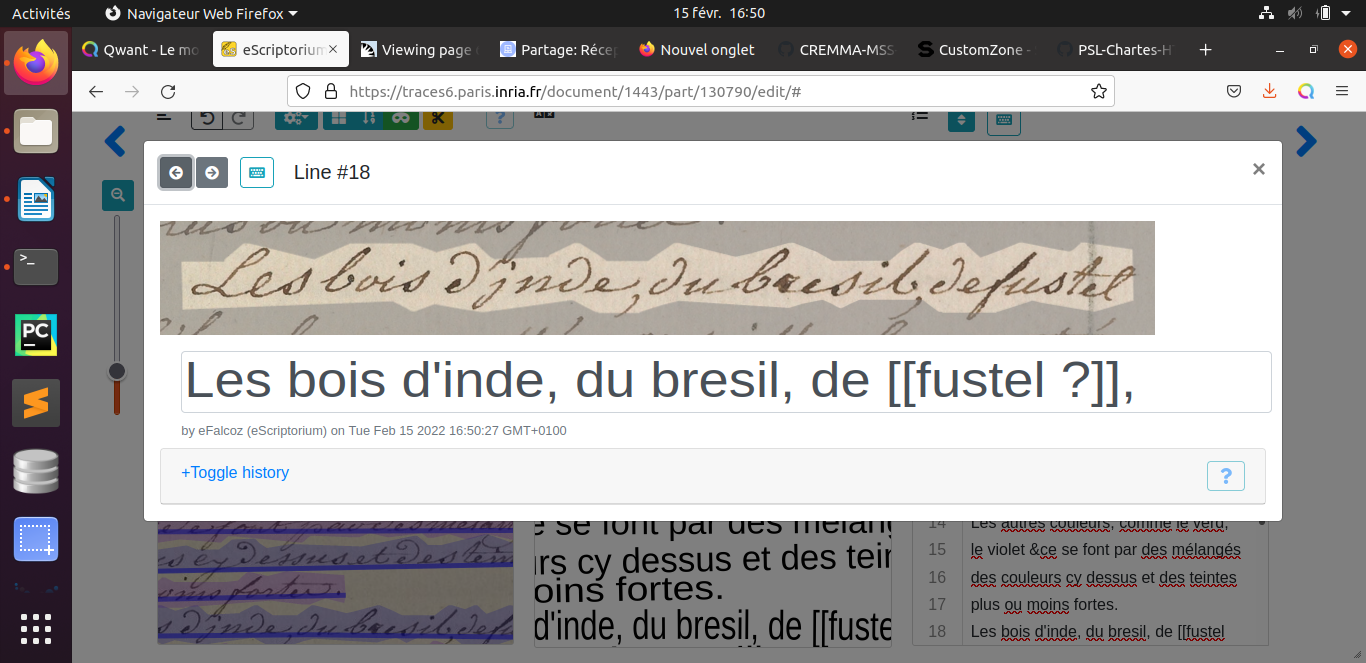 Activités
Navigateur Web Firefox
15 févr. 16:50
Qwant - Le mo
eScriptorium
Viewing page
Partage: Récep
Nouvel onglet
CREMMA-MSS
CustomZone -
PSL-Chartes-H
https://traces6.paris.inria.fr/document/1443/part/130790/edit/#
Line #18
ras ou moins fortes.
Les bois d'jnde, du bresil, de fustel
Les bois d'inde, du bresil, de [[fustel ?]],
by eFalcoz (eScriptorium) on Tue Feb 15 2022 16:50:27 GMT+0100
+Toggle history
?
e se font par des mélang
urs cy dessus et des tein
oins fortes.
d'inde, du bresil, de [[fuste
14 Les autres couleurs, comme le verd,
15 le violet &ce se font par des mélangés
16 des couleurs cy dessus et des teintes
17 plus ou moins fortes.
18 Les bois d'inde, du bresil, de [[fustel
PC